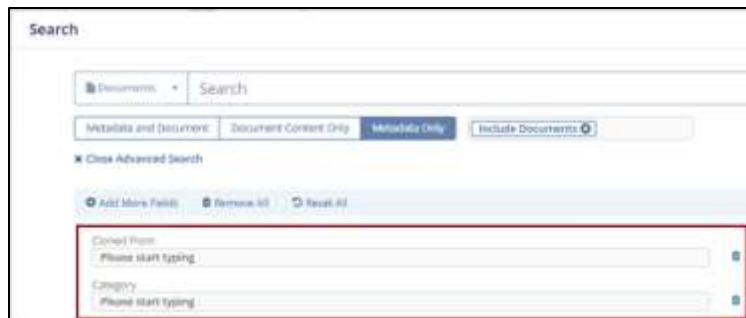 Search
Documents Search
Metadata and Document Document Content Only Metadata Only Include Documents
Close Advanced Search
Add More Fields Remove All Reset All
Cloned From
Please start typing
Category
Please start typing